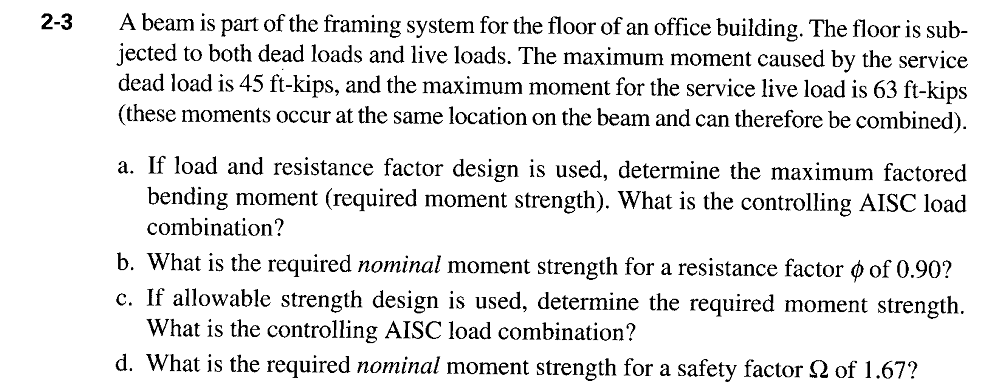 2-3 A beam is part of the framing system for the floor of an office building. The floor is sub-
jected to both dead loads and live loads. The maximum moment caused by the service
dead load is 45 ft-kips, and the maximum moment for the service live load is 63 ft-kips
(these moments occur at the same location on the beam and can therefore be combined).
a. If load and resistance factor design is used, determine the maximum factored
bending moment (required moment strength). What is the controlling AISC load
combination?
b. What is the required nominal moment strength for a resistance factor ϕ of 0.90?
c. If allowable strength design is used, determine the required moment strength.
What is the controlling AISC load combination?
d. What is the required nominal moment strength for a safety factor Ω of 1.67?